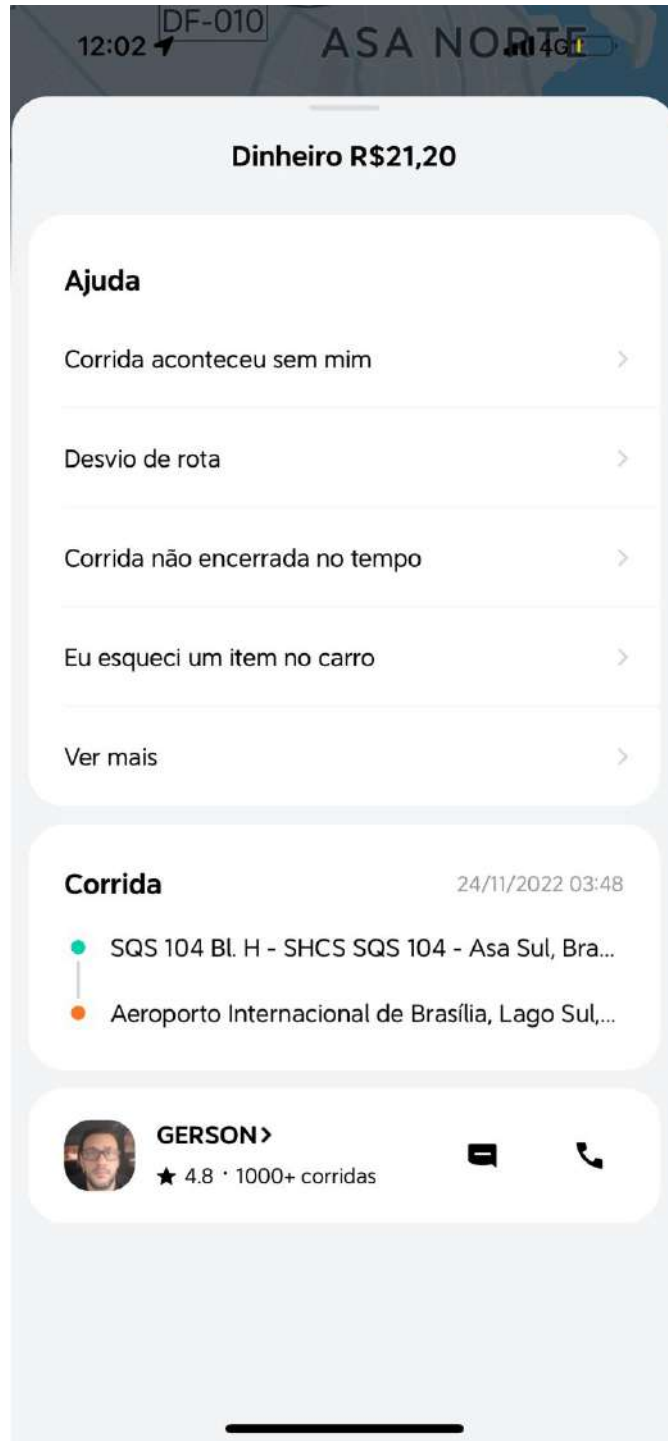 DF-010
12:02
ASA NORTE
4G
Dinheiro R$21,20
Ajuda
Corrida aconteceu sem mim
Desvio de rota
Corrida não encerrada no tempo
Eu esqueci um item no carro
Ver mais
Corrida 24/11/2022 03:48
SQS 104 Bl. H - SHCS SQS 104 - Asa Sul, Bra...
Aeroporto Internacional de Brasília, Lago Sul,...
GERSON>
★ 4.8 · 1000+ corridas